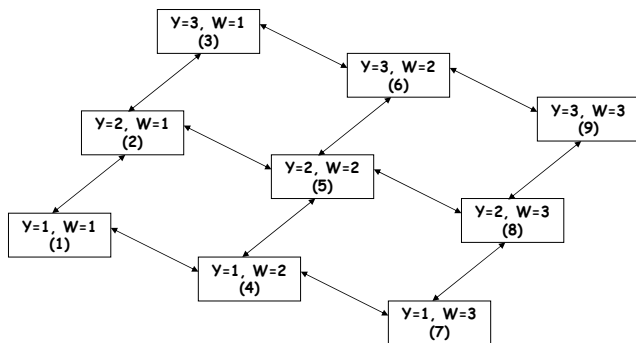 Y=3, W=1
(3)
Y=3, W=2
(6)
Y=3, W=3
(9)
Y=2, W=1
(2)
Y=2, W=2
(5)
Y=2, W=3
(8)
Y=1, W=1
(1)
Y=1, W=2
(4)
Y=1, W=3
(7)